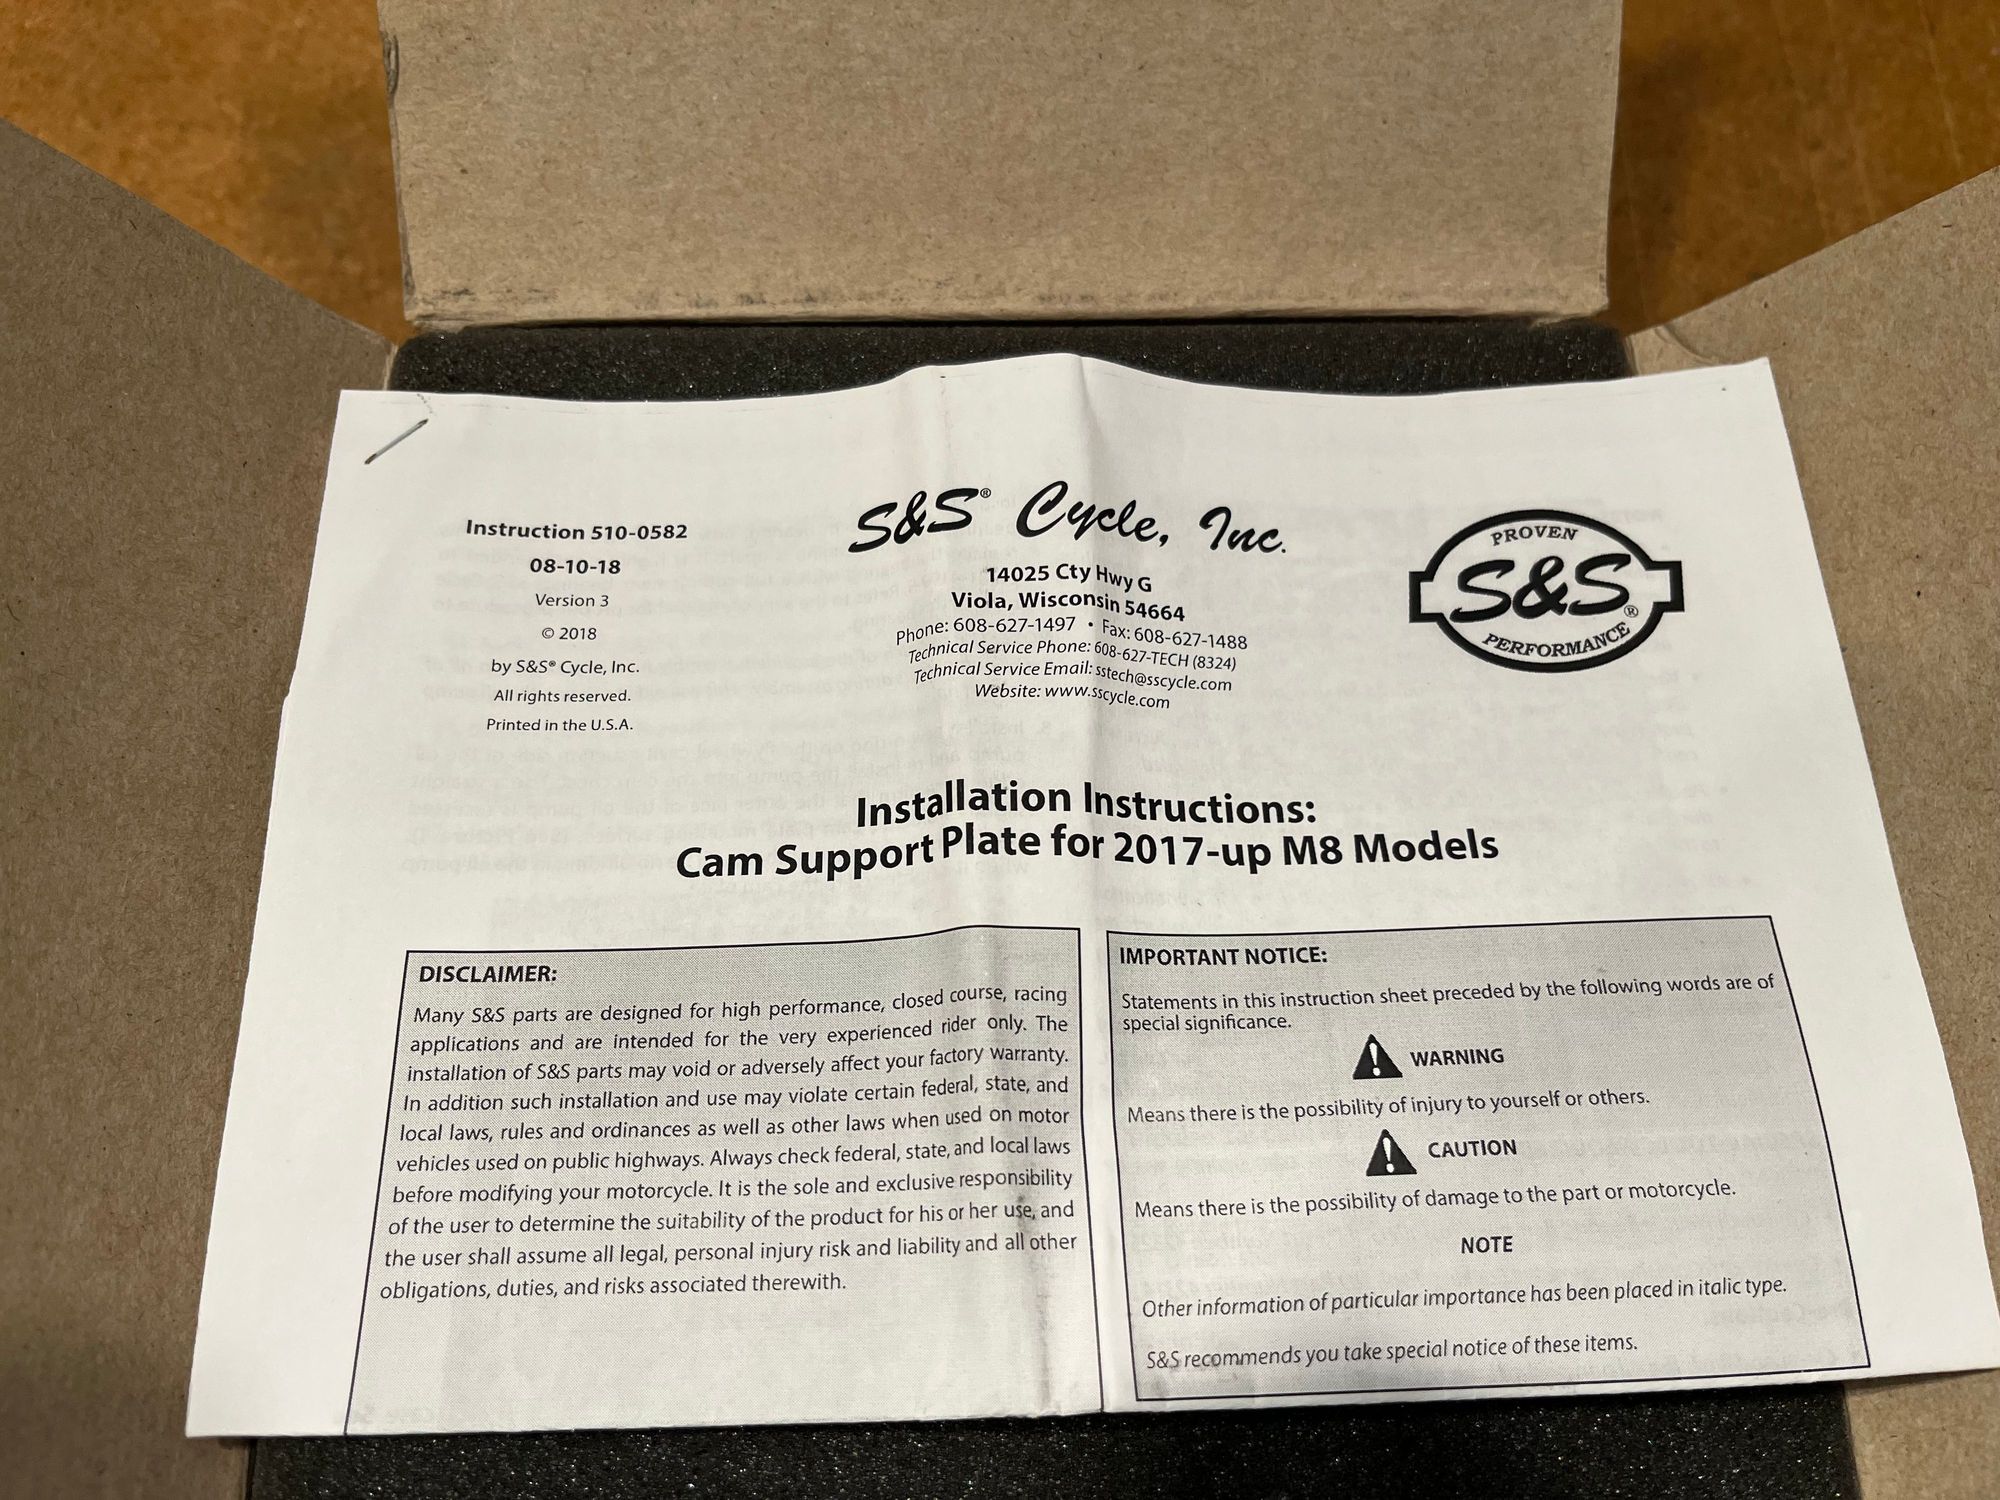 Instruction 510-0582
08-10-18
Version 3
© 2018
by S&S® Cycle, Inc.
All rights reserved.
Printed in the U.S.A.
S&S® Cycle, Inc.
14025 Cty Hwy G
Viola, Wisconsin 54664
Phone: 608-627-1497 • Fax: 608-627-1488
Technical Service Phone: 608-627-TECH (8324)
Technical Service Email: sstech@sscycle.com
Website: www.sscycle.com
PROVEN
S&S®
PERFORMANCE
Installation Instructions:
Cam Support Plate for 2017-up M8 Models
DISCLAIMER:
Many S&S parts are designed for high performance, closed course, racing
applications and are intended for the very experienced rider only. The
installation of S&S parts may void or adversely affect your factory warranty.
In addition such installation and use may violate certain federal, state, and
local laws, rules and ordinances as well as other laws when used on motor
vehicles used on public highways. Always check federal, state, and local laws
before modifying your motorcycle. It is the sole and exclusive responsibility
of the user to determine the suitability of the product for his or her use, and
the user shall assume all legal, personal injury risk and liability and all other
obligations, duties, and risks associated therewith.
IMPORTANT NOTICE:
Statements in this instruction sheet preceded by the following words are of
special significance.
WARNING
Means there is the possibility of injury to yourself or others.
CAUTION
Means there is the possibility of damage to the part or motorcycle.
NOTE
Other information of particular importance has been placed in italic type.
S&S recommends you take special notice of these items.